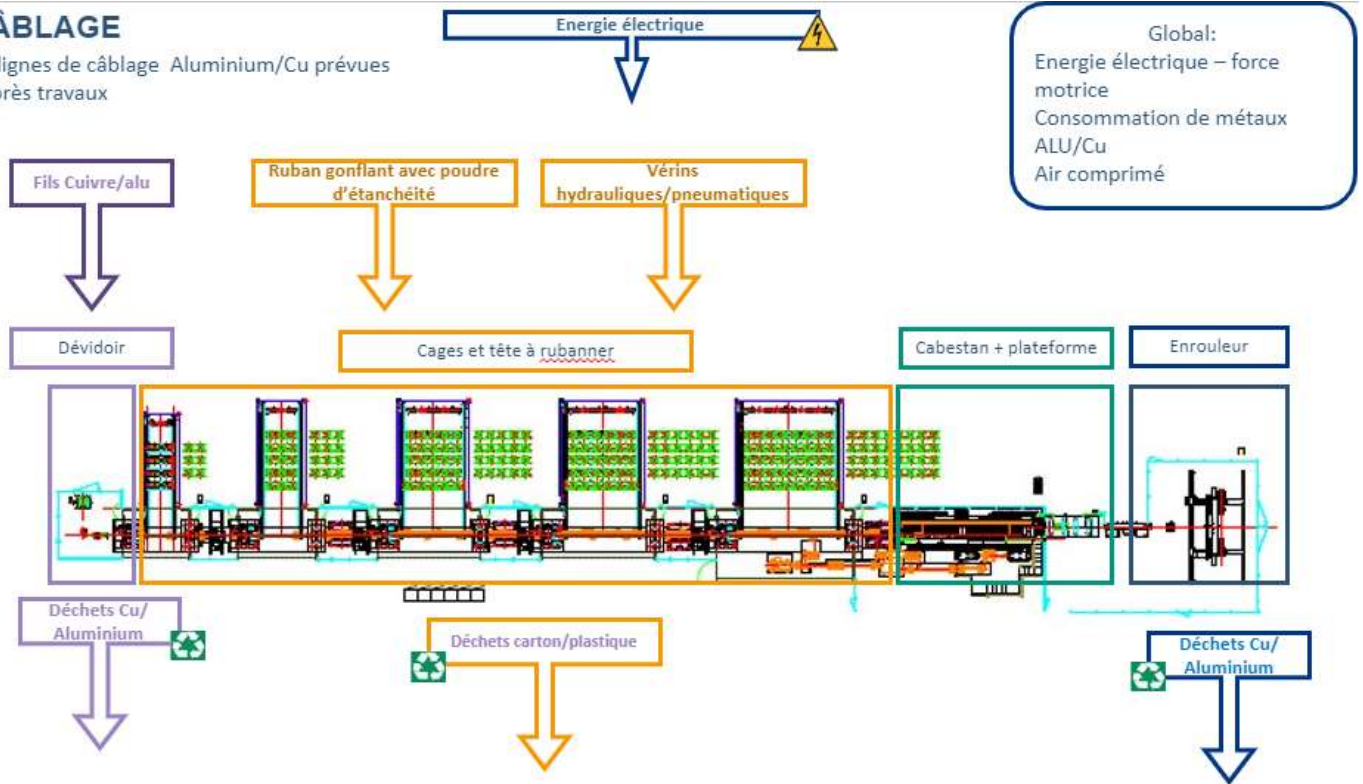 ÂBLAGE
lignes de câblage Aluminium/Cu prévues
près travaux
Energie électrique
Global:
Energie électrique – force
motrice
Consommation de métaux
ALU/Cu
Air comprimé
Fils Cuivre/alu
Ruban gonflant avec poudre
d'étanchéité
Vérins
hydrauliques/pneumatiques
Dévidoir
Cages et tête à rubanner
Cabestan + plateforme
Enrouleur
Déchets Cu/
Aluminium
Déchets carton/plastique
Déchets Cu/
Aluminium